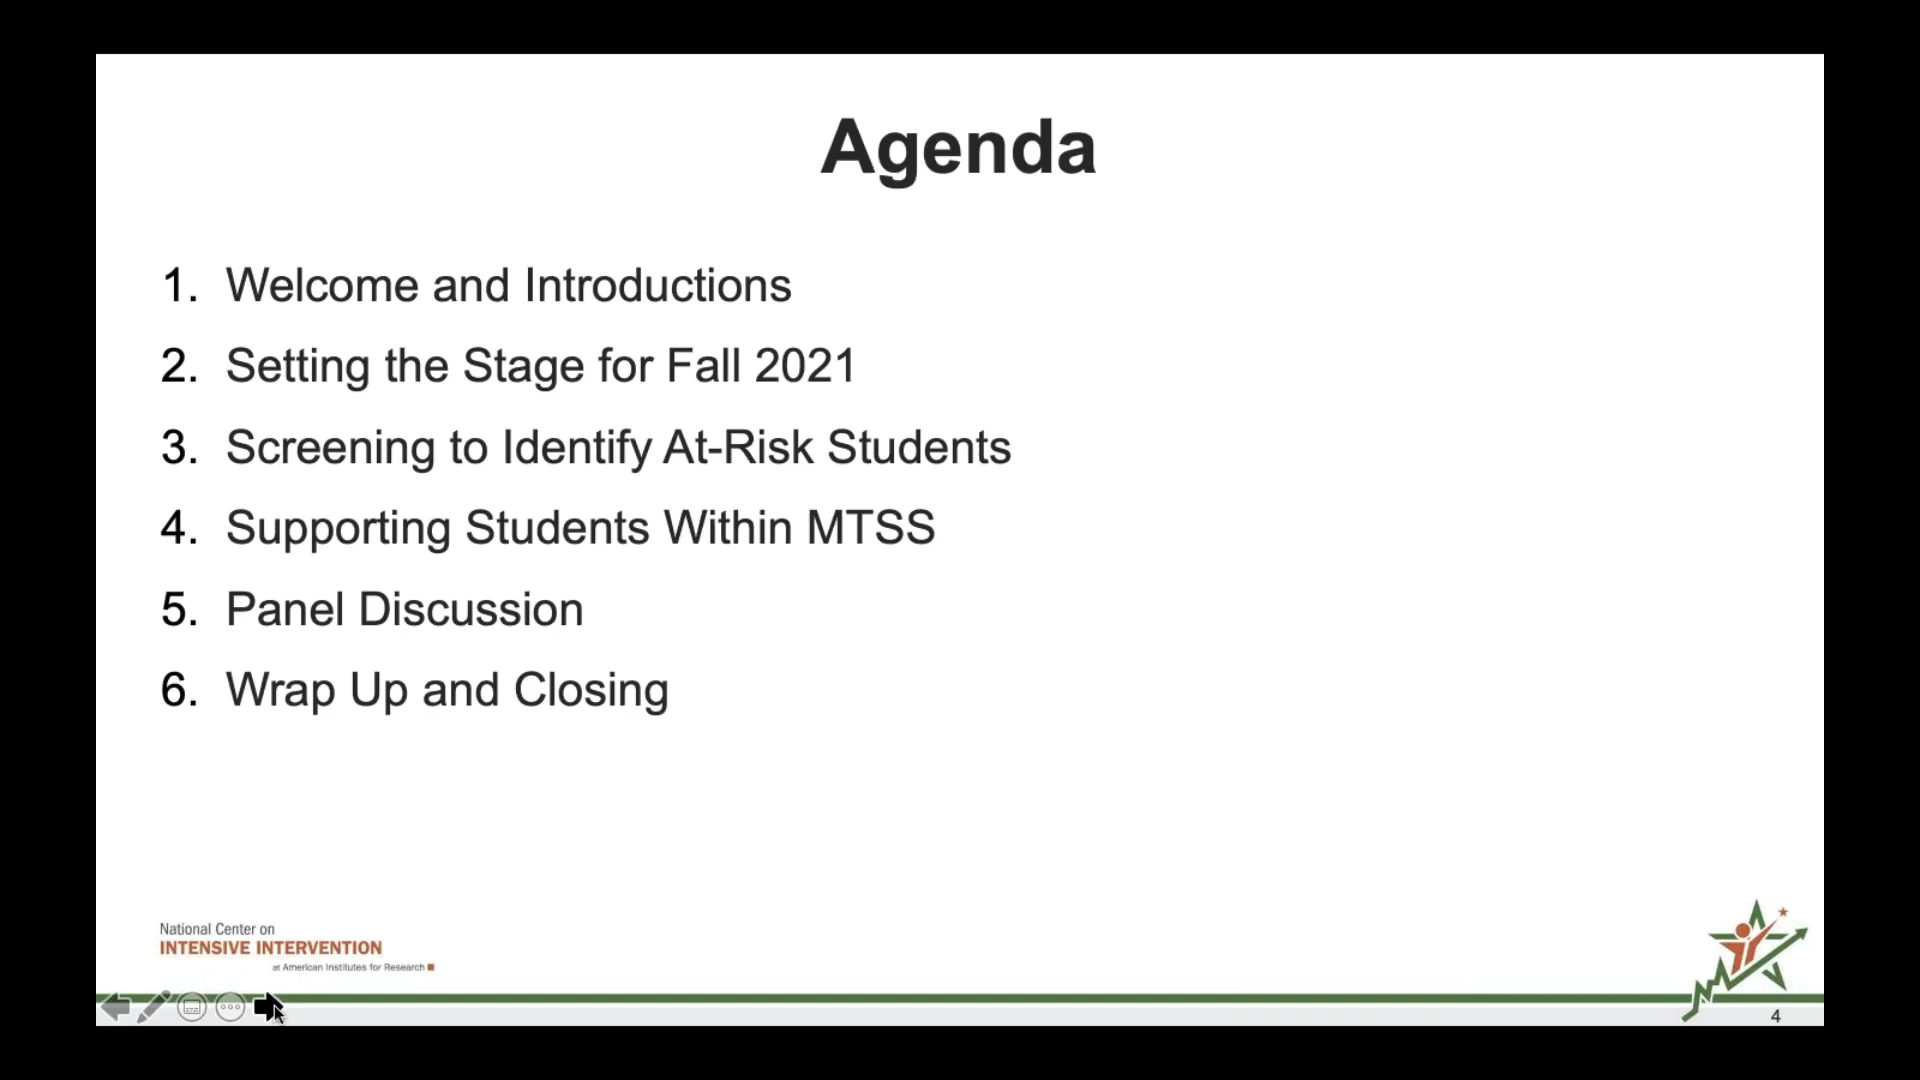 Agenda
1. Welcome and Introductions
2. Setting the Stage for Fall 2021
3. Screening to Identify At-Risk Students
4. Supporting Students Within MTSS
5. Panel Discussion
6. Wrap Up and Closing
National Center on
INTENSIVE INTERVENTION
at American Institutes for Research
4